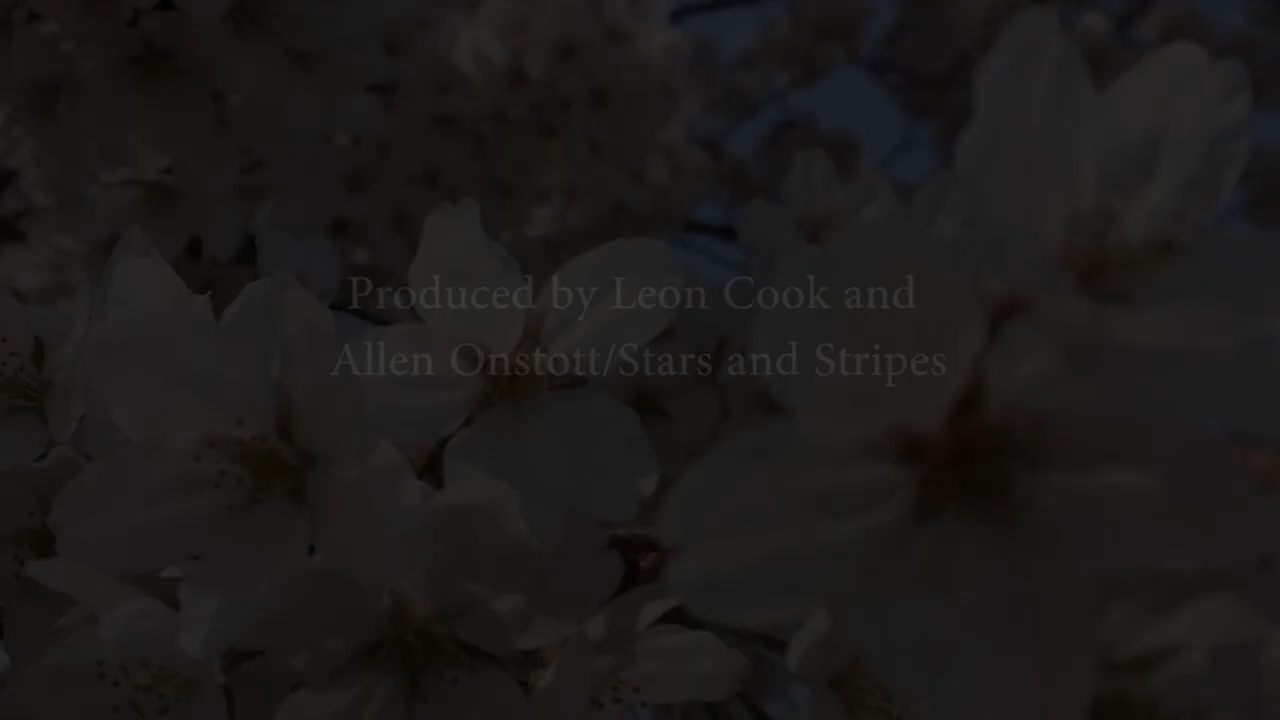 Produced by Leon Cook and
Allen Onstott/Stars and Stripes